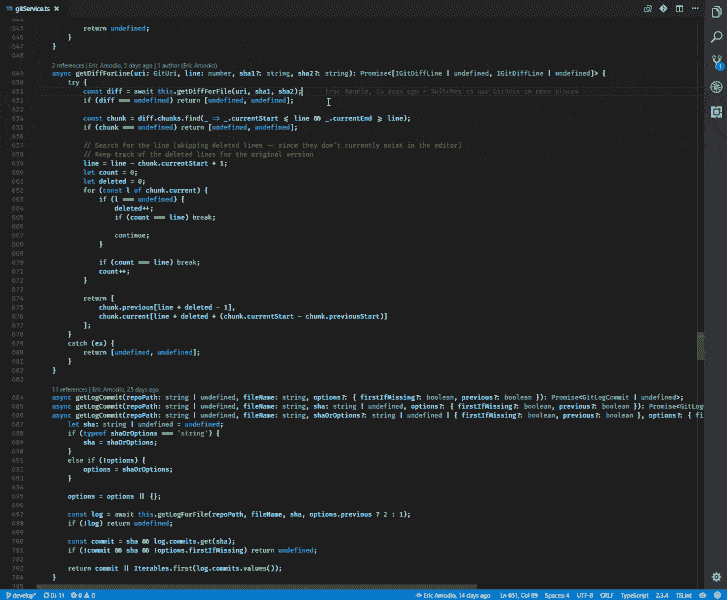 gitService.ts
645 return undefined;
646 }
647 }
648
2 references | Eric Amodio, 5 days ago | 1 author (Eric Amodio)
649 async getDiffForLine(uri: GitUri, line: number, sha1?: string, sha2?: string): Promise<[IGitDiffLine | undefined, IGitDiffLine | undefined]> {
650 try {
651 const diff = await this.getDiffForFile(uri, sha1, sha2);
652 if (diff === undefined) return [undefined, undefined];
653
654 const chunk = diff.chunks.find(_ => _.currentStart <= line && _.currentEnd >= line);
655 if (chunk === undefined) return [undefined, undefined];
656
657 // Search for the line (skipping deleted lines -- since they don't currently exist in the editor)
658 // Keep track of the deleted lines for the original version
659 line = line - chunk.currentStart + 1;
660 let count = 0;
661 let deleted = 0;
662 for (const l of chunk.current) {
663 if (l === undefined) {
664 deleted++;
665 if (count === line) break;
666
667 continue;
668 }
669
670 if (count === line) break;
671 count++;
672 }
673
674 return [
675 chunk.previous[line + deleted - 1],
676 chunk.current[line + deleted + (chunk.currentStart - chunk.previousStart)]
677 ];
678 }
679 catch (ex) {
680 return [undefined, undefined];
681 }
682 }
683
11 references | Eric Amodio, 25 days ago
684 async getLogCommit(repoPath: string | undefined, fileName: string, options?: { firstIfMissing?: boolean, previous?: boolean }): Promise<GitLogCommit | undefined>;
685 async getLogCommit(repoPath: string | undefined, fileName: string, sha: string | undefined, options?: { firstIfMissing?: boolean, previous?: boolean }): Promise<GitLog
686 async getLogCommit(repoPath: string | undefined, fileName: string, shaOrOptions?: string | undefined | { firstIfMissing?: boolean, previous?: boolean }, options?: { fi
687 let sha: string | undefined = undefined;
688 if (typeof shaOrOptions === 'string') {
689 sha = shaOrOptions;
690 }
691 else if (!options) {
692 options = shaOrOptions;
693 }
694
695 options = options || {};
696
697 const log = await this.getLogForFile(repoPath, fileName, sha, options.previous ? 2 : 1);
698 if (!log) return undefined;
699
700 const commit = sha && log.commits.get(sha);
701 if (!commit && sha && !options.firstIfMissing) return undefined;
702
703 return commit || Iterables.first(log.commits.values());
704 }
705
develop* 0↓ 1↑ 0 0 Eric Amodio, 14 days ago Ln 651, Col 69 Spaces: 4 UTF-8 CRLF TypeScript 2.3.4 TSLint